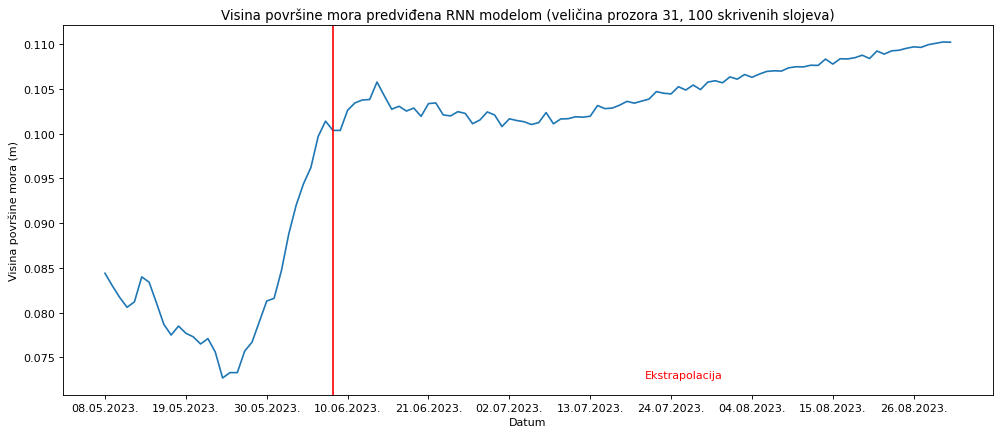 Visina površine mora predviđena RNN modelom (veličina prozora 31, 100 skrivenih slojeva)
Visina površine mora (m)
0.110
0.105
0.100
0.095
0.090
0.085
0.080
0.075
Ekstrapolacija
08.05.2023. 19.05.2023. 30.05.2023. 10.06.2023. 21.06.2023. 02.07.2023. 13.07.2023. 24.07.2023. 04.08.2023. 15.08.2023. 26.08.2023.
Datum